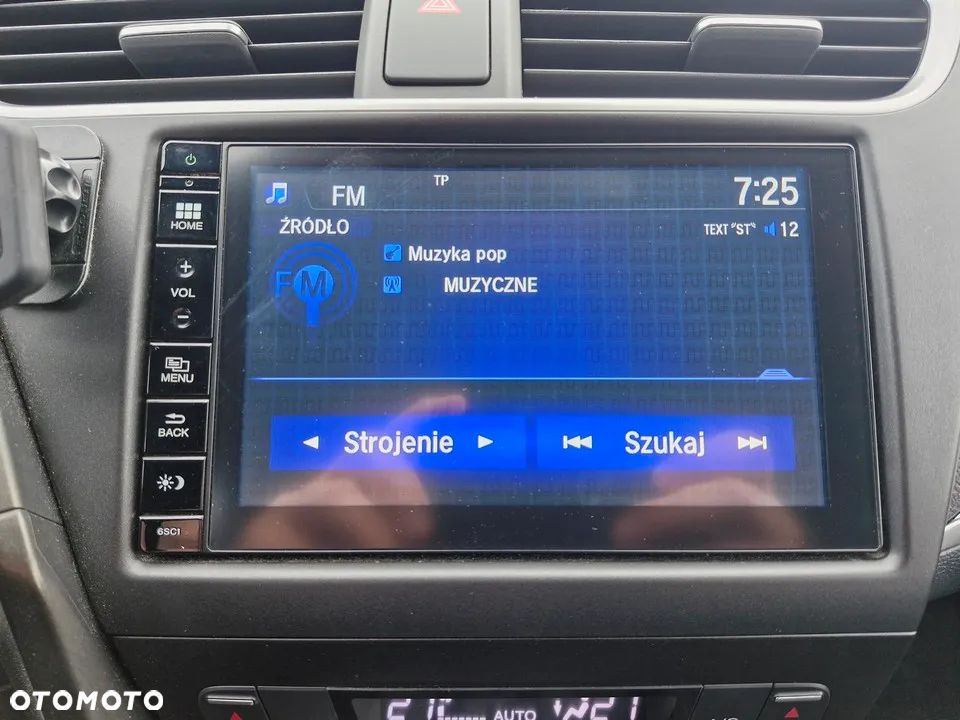 TP
FM
7:25
HOME
ŹRÓDŁO
TEXT "ST" 12
Muzyka pop
FM
MUZYCZNE
VOL
MENU
BACK
Strojenie
Szukaj
6SC1
AUTO
OTOMOTO